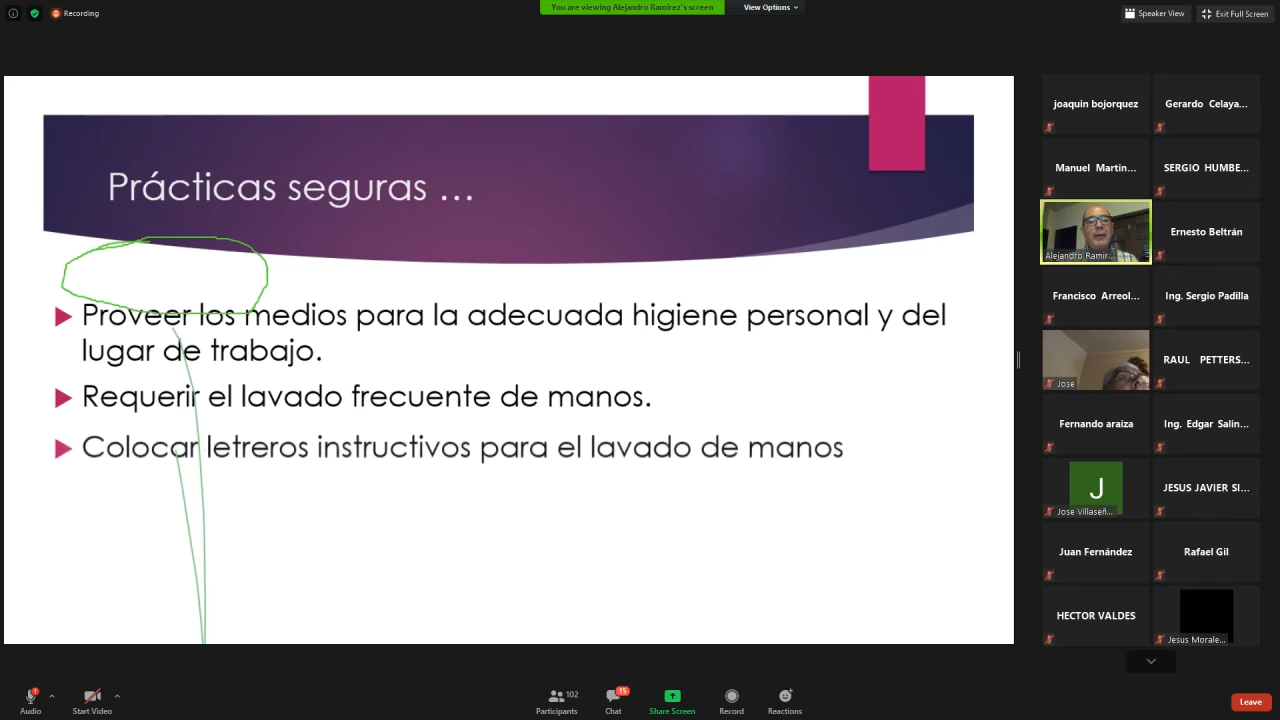 Recording
You are viewing Alejandro Ramirez's screen
View Options
Speaker View
Exit Full Screen
Prácticas seguras …
Proveer los medios para la adecuada higiene personal y del
lugar de trabajo.
Requerir el lavado frecuente de manos.
Colocar letreros instructivos para el lavado de manos
joaquin bojorquez
Gerardo Celaya...
Manuel Martin...
SERGIO HUMBE...
Alejandro Ramir...
Ernesto Beltrán
Francisco Arreol...
Ing. Sergio Padilla
Jose
RAUL PETTERS...
Fernando araiza
Ing. Edgar Salin...
J
Jose Villaseñ...
JESUS JAVIER SI...
Juan Fernández
Rafael Gil
HECTOR VALDES
Jesus Morale...
Audio
Start Video
102
Participants
15
Chat
Share Screen
Record
Reactions
Leave